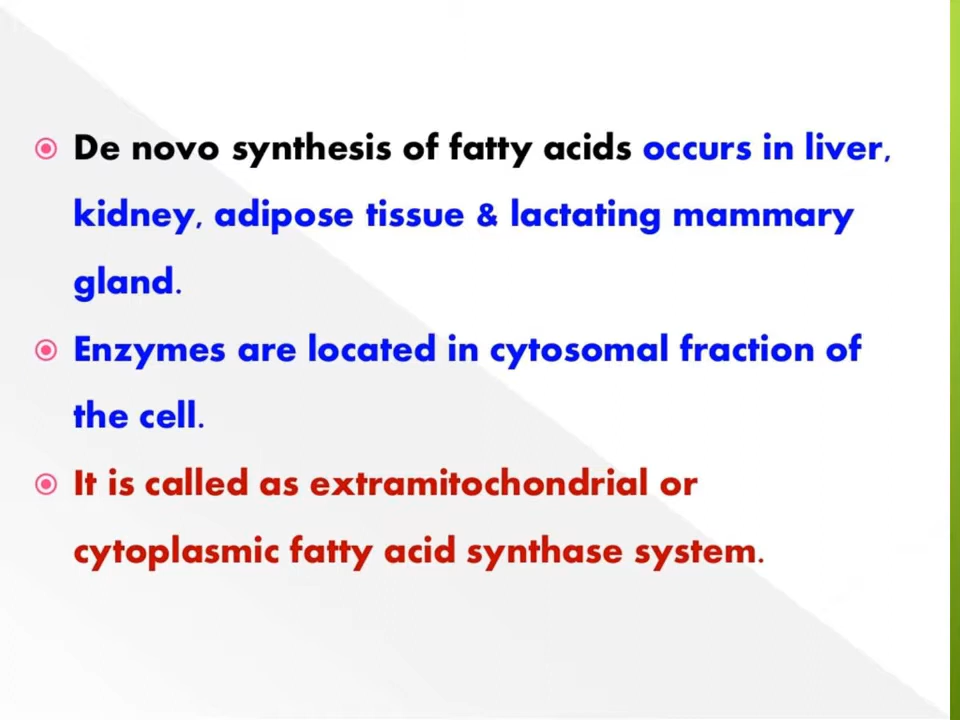 De novo synthesis of fatty acids occurs in liver,
kidney, adipose tissue & lactating mammary
gland.
Enzymes are located in cytosomal fraction of
the cell.
It is called as extramitochondrial or
cytoplasmic fatty acid synthase system.